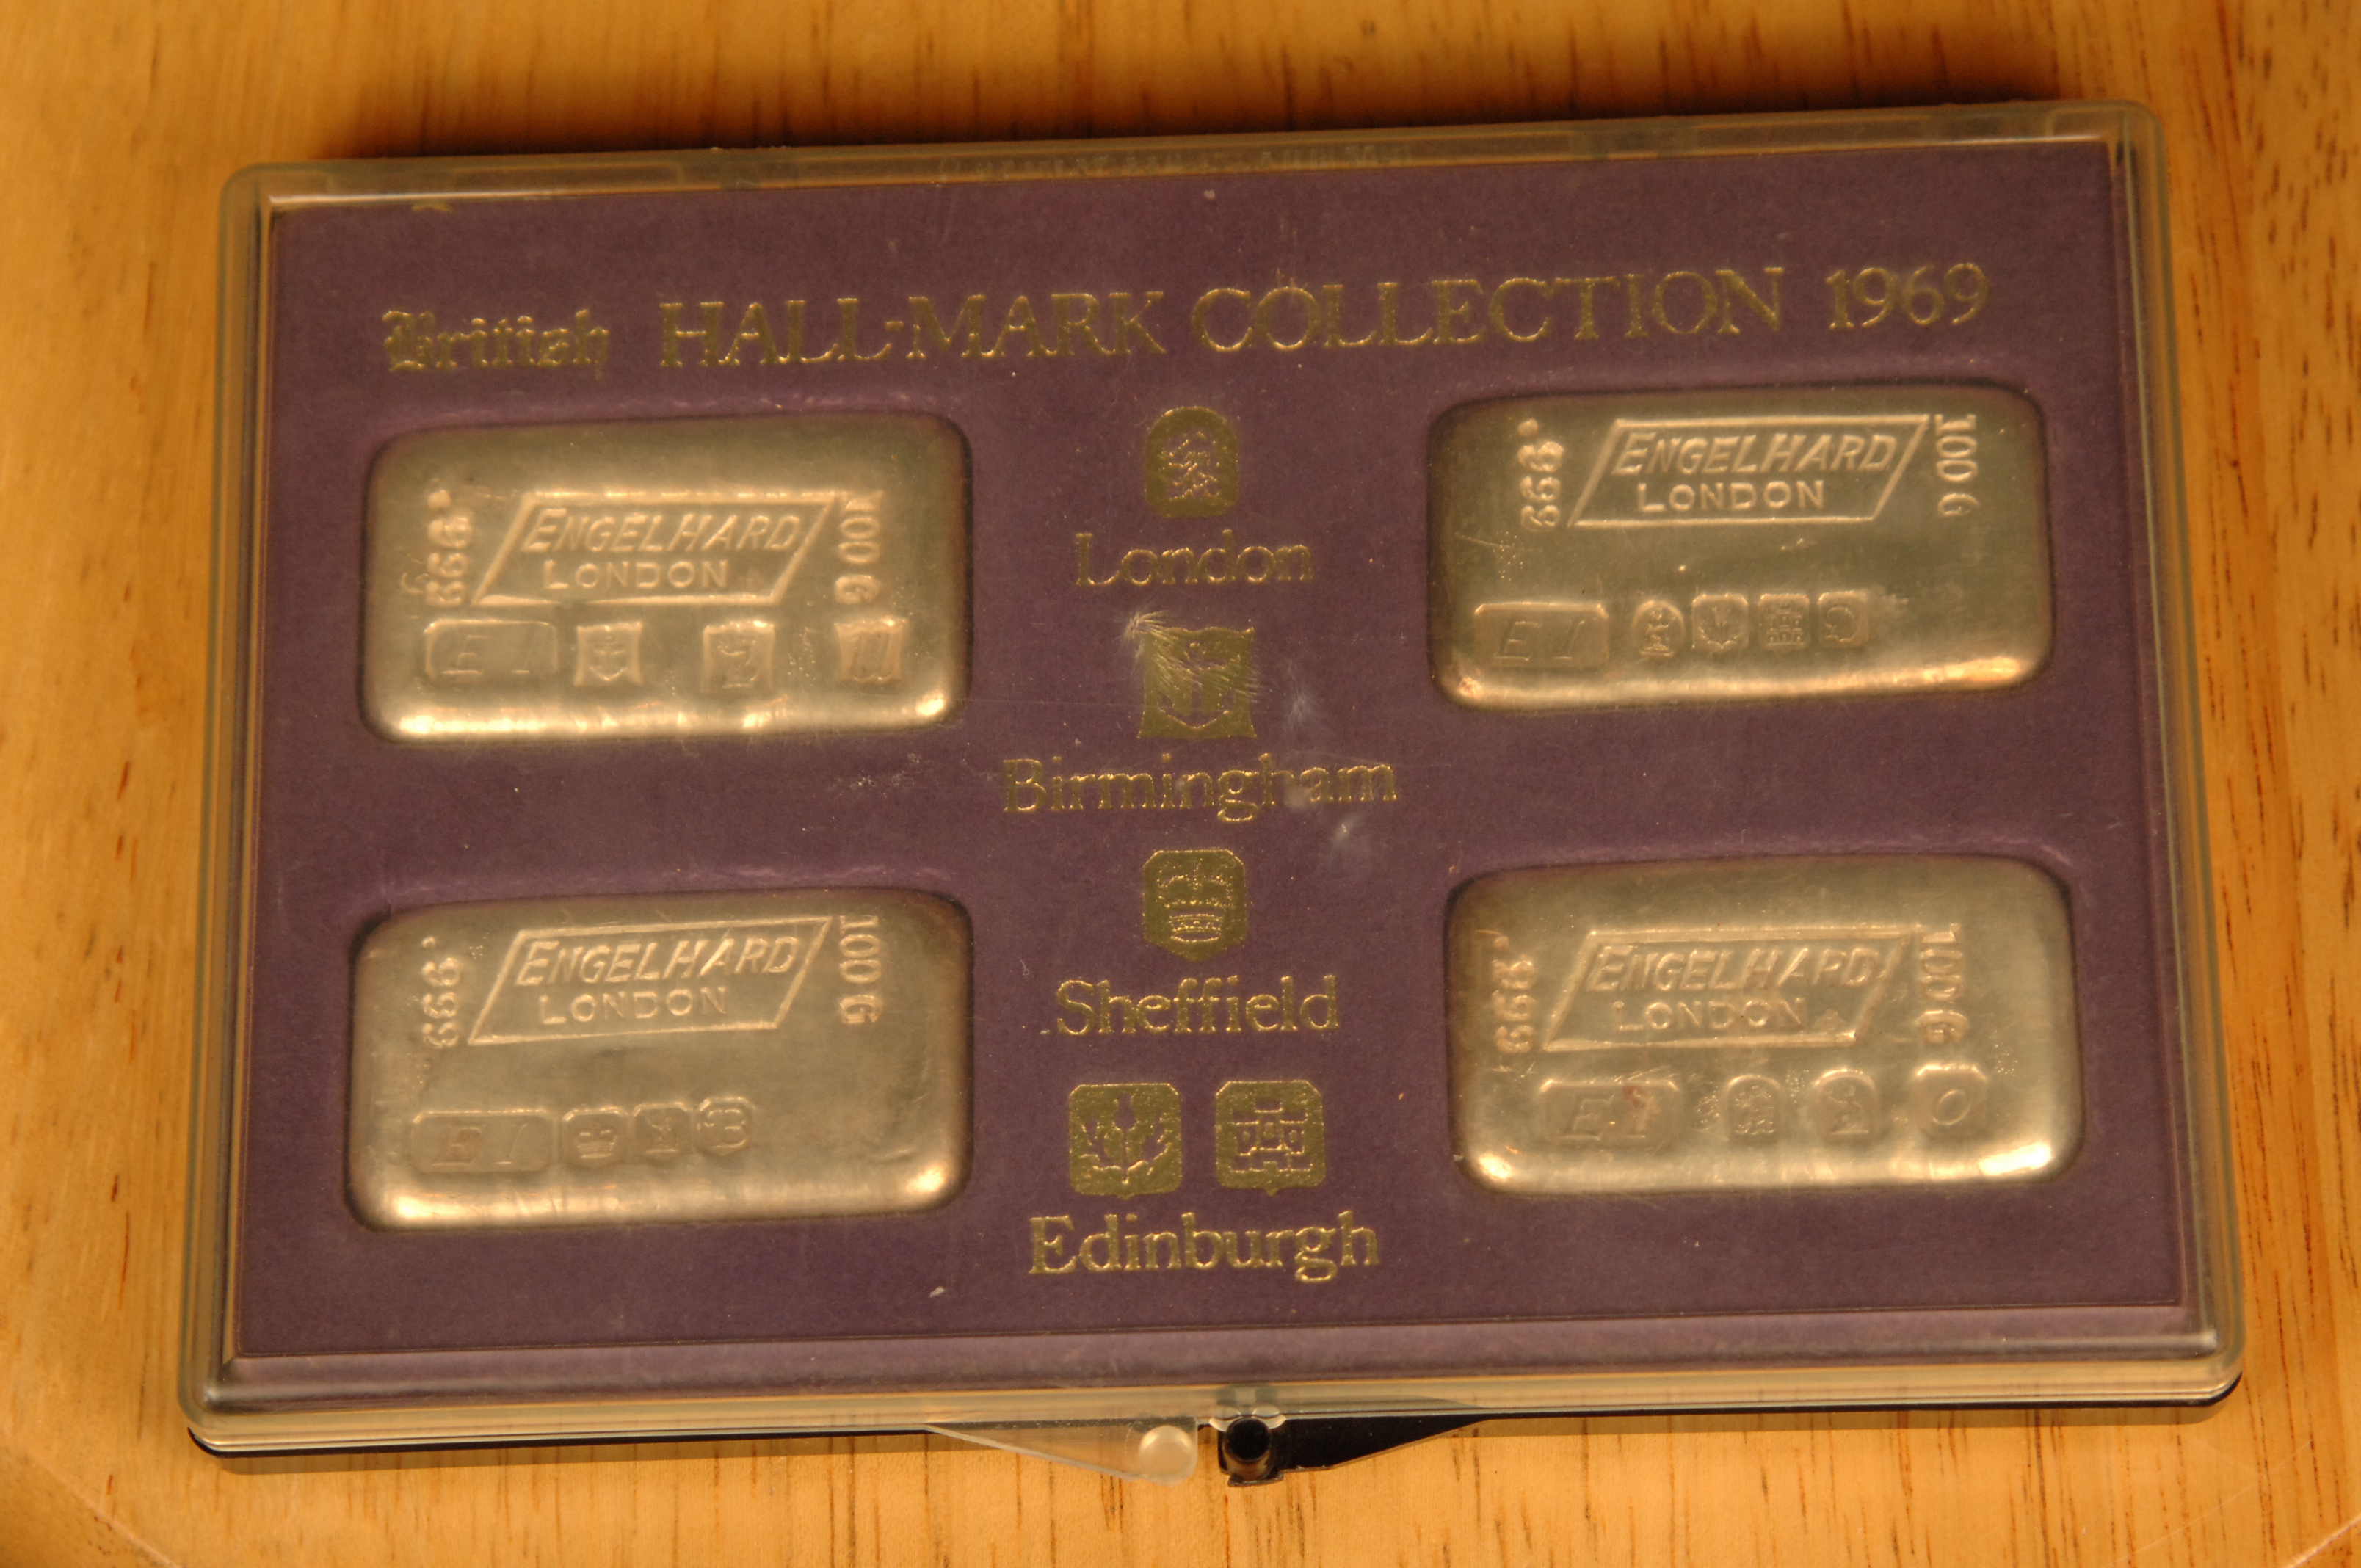 British HALL-MARK COLLECTION 1969
.999
ENGELHARD
LONDON
100 G
E I
.999
ENGELHARD
LONDON
100 G
E I
London
Birmingham
Sheffield
Edinburgh
.999
ENGELHARD
LONDON
100 G
E I
.999
ENGELHARD
LONDON
100 G
E I